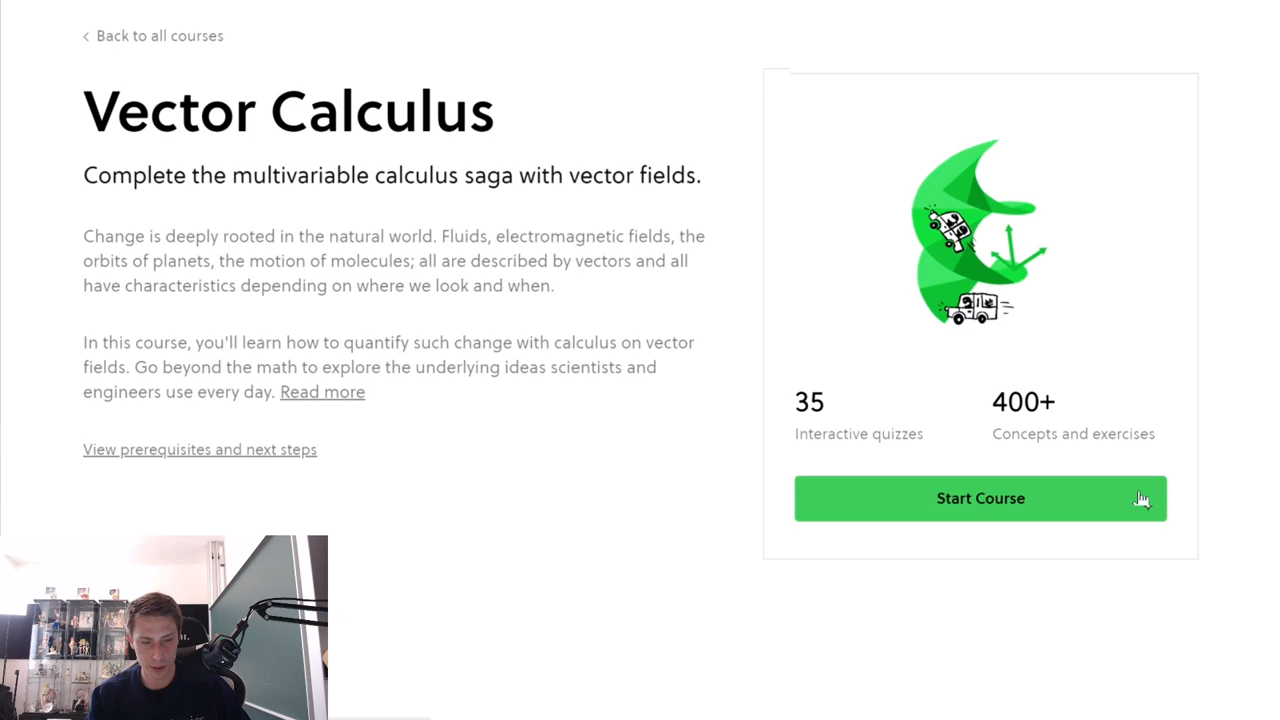 Back to all courses
Vector Calculus
Complete the multivariable calculus saga with vector fields.
Change is deeply rooted in the natural world. Fluids, electromagnetic fields, the
orbits of planets, the motion of molecules; all are described by vectors and all
have characteristics depending on where we look and when.
In this course, you'll learn how to quantify such change with calculus on vector
fields. Go beyond the math to explore the underlying ideas scientists and
engineers use every day. Read more
View prerequisites and next steps
35
Interactive quizzes
400+
Concepts and exercises
Start Course